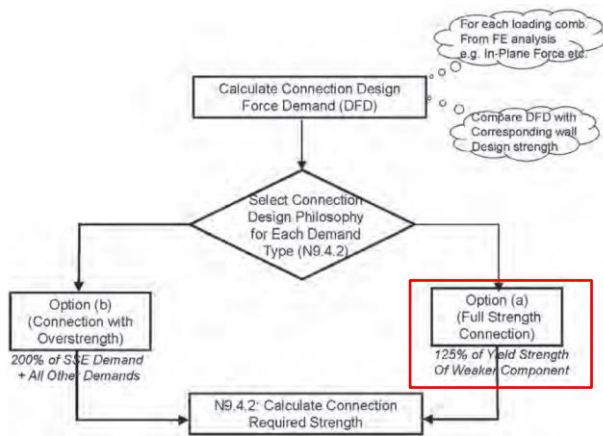 For each loading comb.
From FE analysis
e.g. In-Plane Force etc.
Calculate Connection Design
Force Demand (DFD)
Compare DFD with
Corresponding wall
Design strength
Select Connection
Design Philosophy
for Each Demand
Type (N9.4.2)
Option (b)
(Connection with
Overstrength)
200% of SSE Demand
+ All Other Demands
Option (a)
(Full Strength
Connection)
125% of Yield Strength
Of Weaker Component
N9.4.2: Calculate Connection
Required Strength